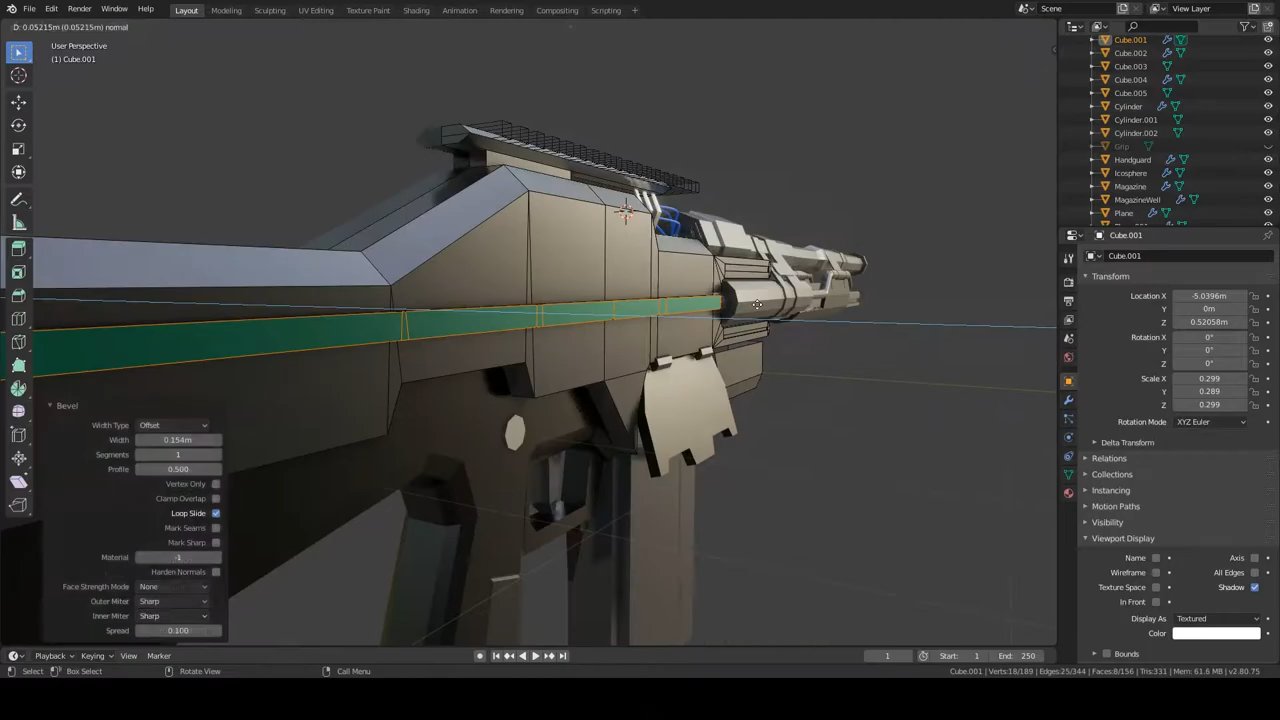 File Edit Render Window Help
Layout Modeling Sculpting UV Editing Texture Paint Shading Animation Rendering Compositing Scripting +
Scene
View Layer
D: 0.05215m (0.05215m) normal
User Perspective
(1) Cube.001
Cube.001
Cube.002
Cube.003
Cube.004
Cube.005
Cylinder
Cylinder.001
Cylinder.002
Grip
Handguard
Icosphere
Magazine
MagazineWell
Plane
Cube.001
Cube.001
Transform
Location X -5.0396m
Y 0m
Z 0.52058m
Rotation X 0°
Y 0°
Z 0°
Scale X 0.299
Y 0.289
Z 0.299
Rotation Mode XYZ Euler
Delta Transform
Relations
Collections
Instancing
Motion Paths
Visibility
Viewport Display
Name Axis
Wireframe All Edges
Texture Space Shadow
In Front
Display As Textured
Color
Bounds
Bevel
Width Type Offset
Width 0.154m
Segments 1
Profile 0.500
Vertex Only
Clamp Overlap
Loop Slide
Mark Seams
Mark Sharp
Material -1
Harden Normals
Face Strength Mode None
Outer Miter Sharp
Inner Miter Sharp
Spread 0.100
Playback Keying View Marker
1 Start: 1 End: 250
Select Box Select Rotate View Call Menu
Cube.001 | Verts:18/189 | Edges:25/344 | Faces:8/156 | Tris:331 | Mem: 61.6 MB | v2.80.75